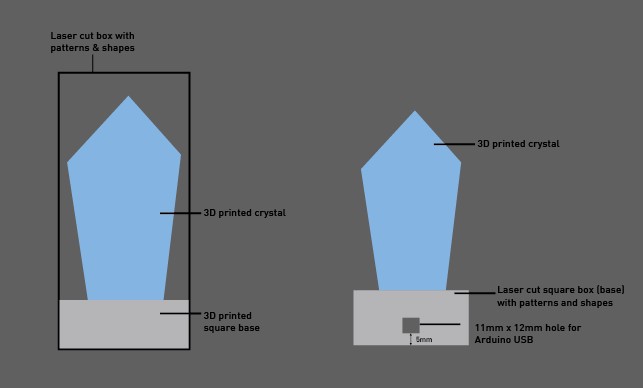 Laser cut box with
patterns & shapes
3D printed crystal
3D printed
square base
3D printed crystal
Laser cut square box (base)
with patterns and shapes
11mm x 12mm hole for
Arduino USB
5mm